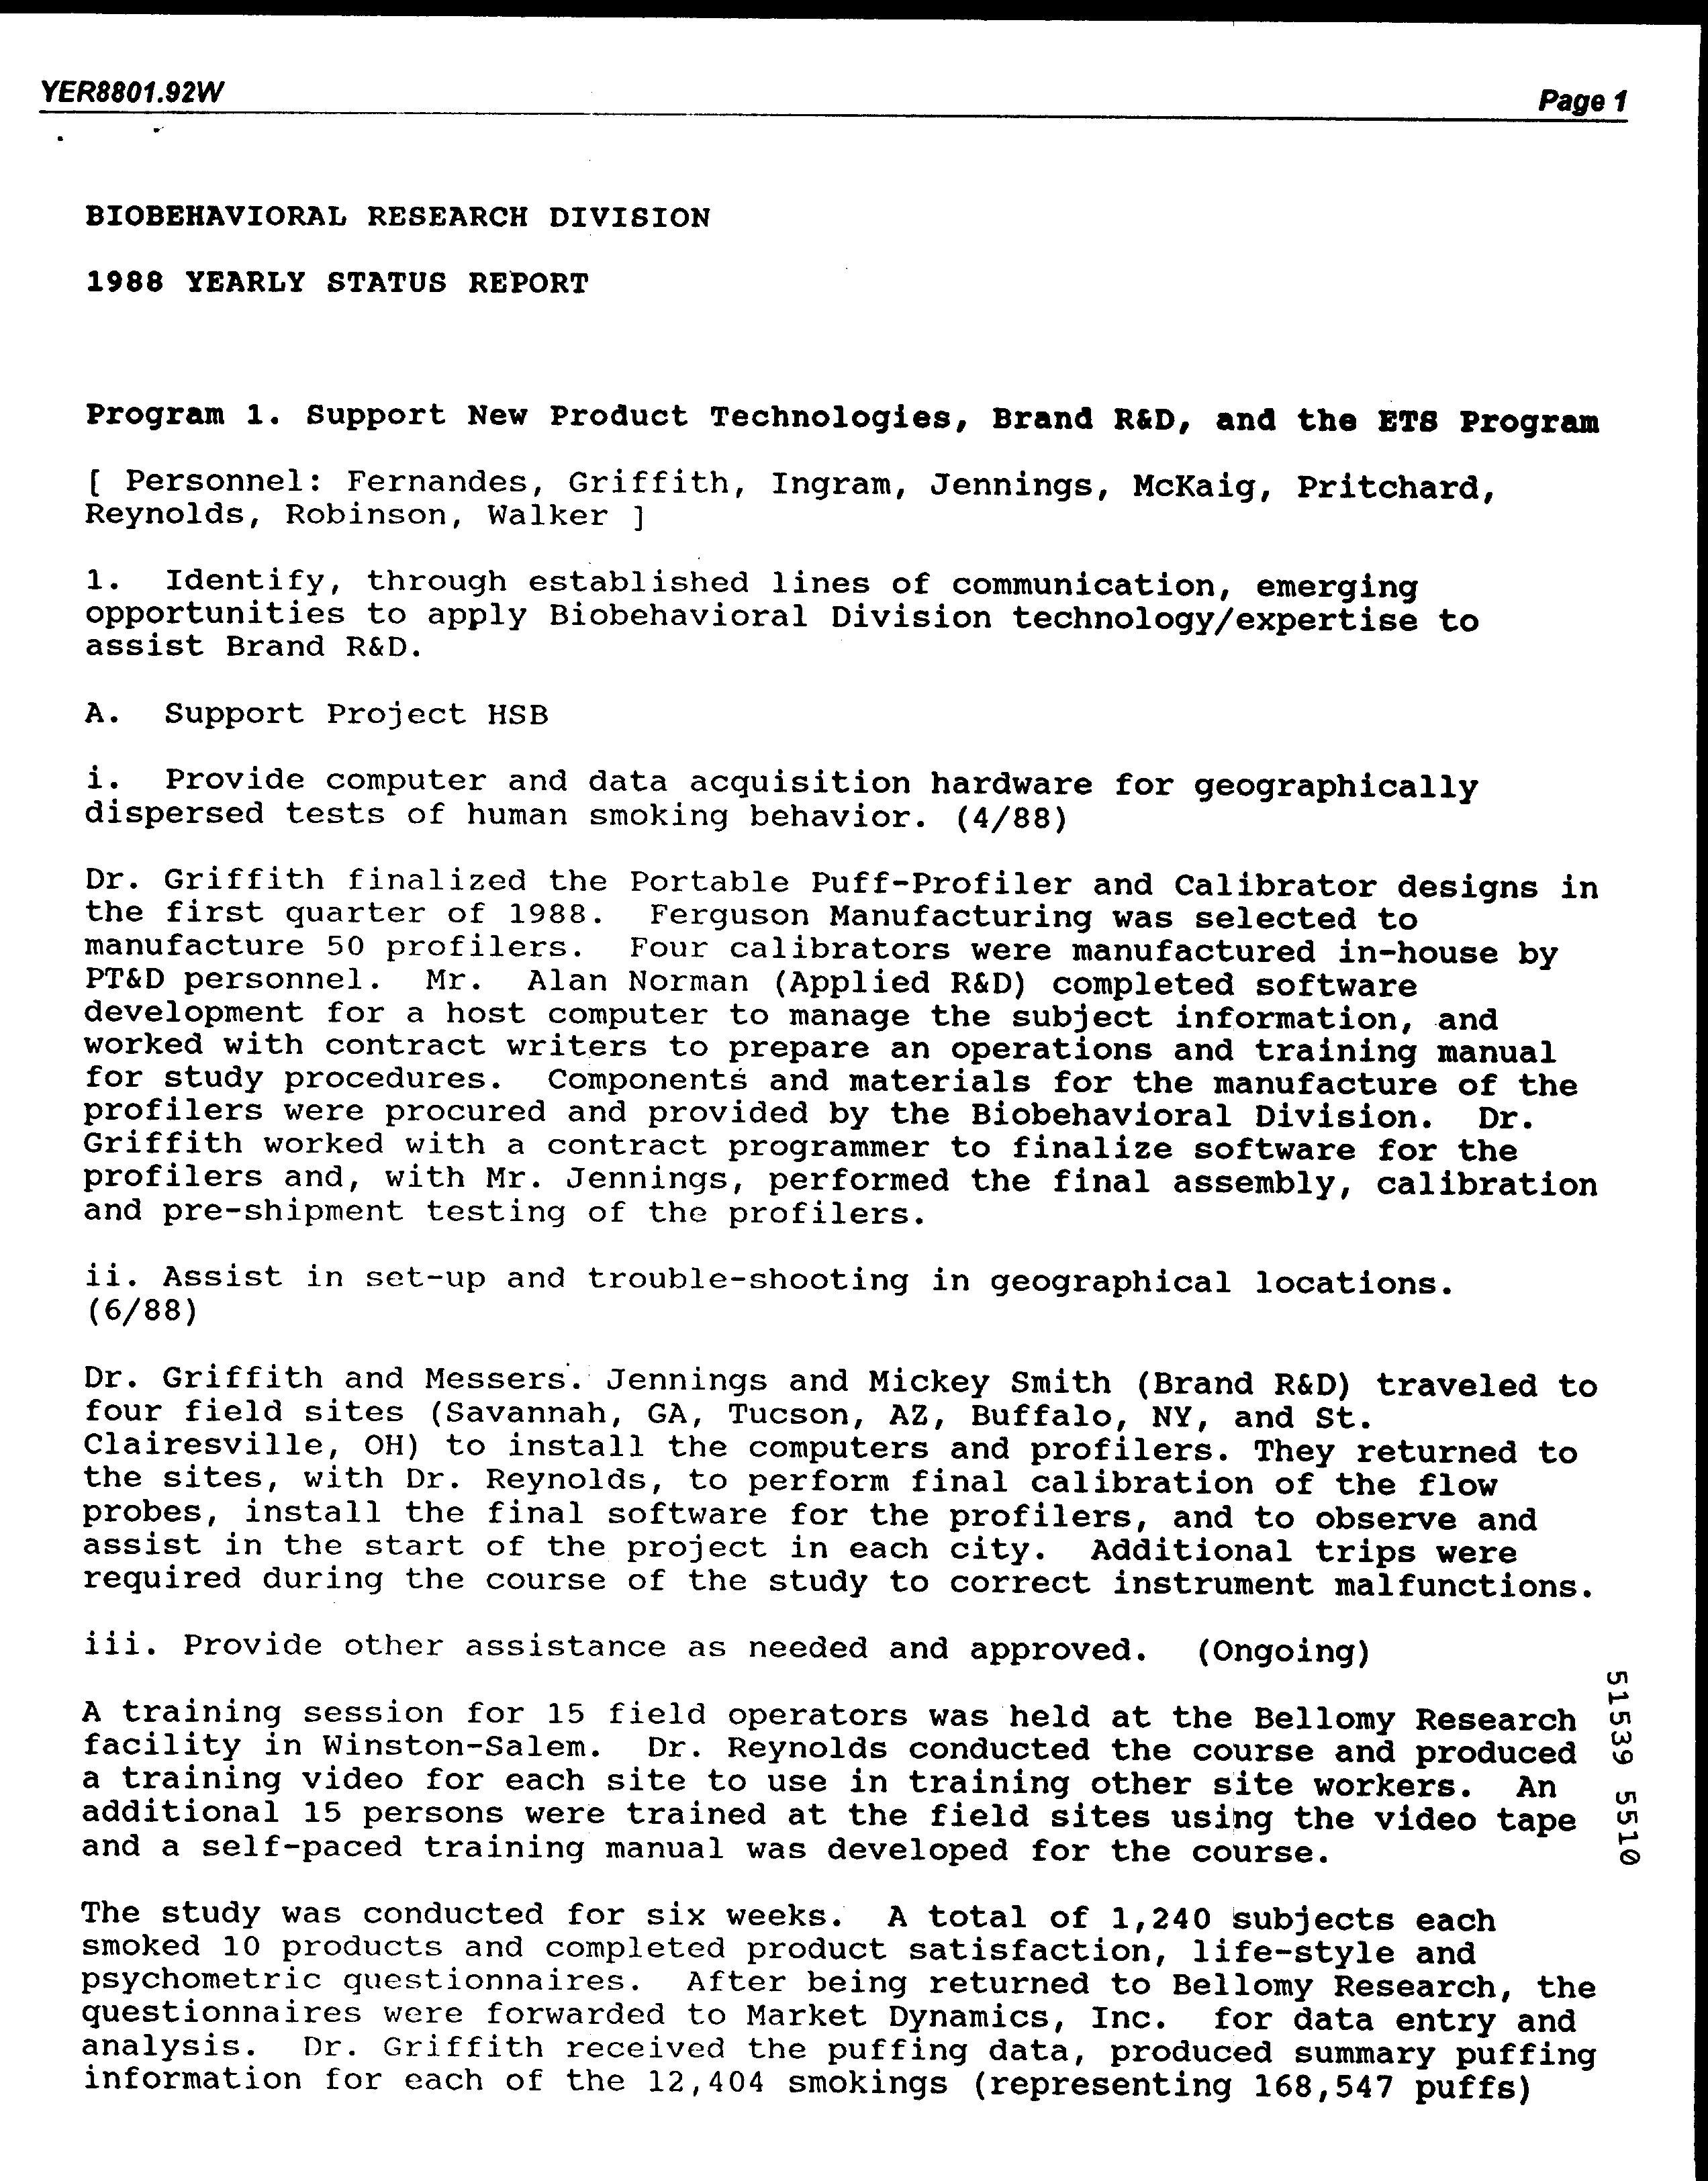 YER8801.92W
Page 1
BIOBEHAVIORAL RESEARCH DIVISION
1988 YEARLY STATUS REPORT
Program 1. Support New Product Technologies, Brand R&D, and the ETS Program
[ Personnel: Fernandes, Griffith, Ingram, Jennings, McKaig, Pritchard,
Reynolds, Robinson, Walker ]
1. Identify, through established lines of communication, emerging
opportunities to apply Biobehavioral Division technology/expertise to
assist Brand R&D.
A. Support Project HSB
i. Provide computer and data acquisition hardware for geographically
dispersed tests of human smoking behavior. (4/88)
Dr. Griffith finalized the Portable Puff-Profiler and Calibrator designs in
the first quarter of 1988. Ferguson Manufacturing was selected to
manufacture 50 profilers. Four calibrators were manufactured in-house by
PT&D personnel. Mr. Alan Norman (Applied R&D) completed software
development for a host computer to manage the subject information, and
worked with contract writers to prepare an operations and training manual
for study procedures. Components and materials for the manufacture of the
profilers were procured and provided by the Biobehavioral Division. Dr.
Griffith worked with a contract programmer to finalize software for the
profilers and, with Mr. Jennings, performed the final assembly, calibration
and pre-shipment testing of the profilers.
ii. Assist in set-up and trouble-shooting in geographical locations.
(6/88)
Dr. Griffith and Messers. Jennings and Mickey Smith (Brand R&D) traveled to
four field sites (Savannah, GA, Tucson, AZ, Buffalo, NY, and St.
Clairesville, OH) to install the computers and profilers. They returned to
the sites, with Dr. Reynolds, to perform final calibration of the flow
probes, install the final software for the profilers, and to observe and
assist in the start of the project in each city. Additional trips were
required during the course of the study to correct instrument malfunctions.
iii. Provide other assistance as needed and approved. (Ongoing)
A training session for 15 field operators was held at the Bellomy Research
facility in Winston-Salem. Dr. Reynolds conducted the course and produced
a training video for each site to use in training other site workers. An
additional 15 persons were trained at the field sites using the video tape
and a self-paced training manual was developed for the course.
The study was conducted for six weeks. A total of 1,240 subjects each
smoked 10 products and completed product satisfaction, life-style and
psychometric questionnaires. After being returned to Bellomy Research, the
questionnaires were forwarded to Market Dynamics, Inc. for data entry and
analysis. Dr. Griffith received the puffing data, produced summary puffing
information for each of the 12,404 smokings (representing 168,547 puffs)
51539 5510